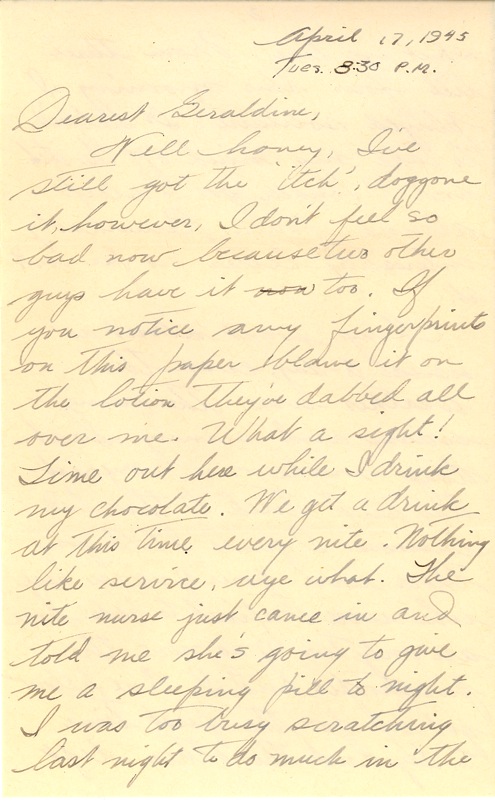 April 17, 1945
Tues. 8:30 P.M.
Dearest Geraldine,
Well honey, I've
still got the 'itch', doggone
it, however, I don't feel so
bad now because two other
guys have it now too. If
you notice any fingerprints
on this paper blame it on
the lotion they've dabbed all
over me. What a sight!
Time out here while I drink
my chocolate. We get a drink
at this time every nite. Nothing
like service, aye what. The
nite nurse just came in and
told me she's going to give
me a sleeping pill to night.
I was too busy scratching
last night to do much in the